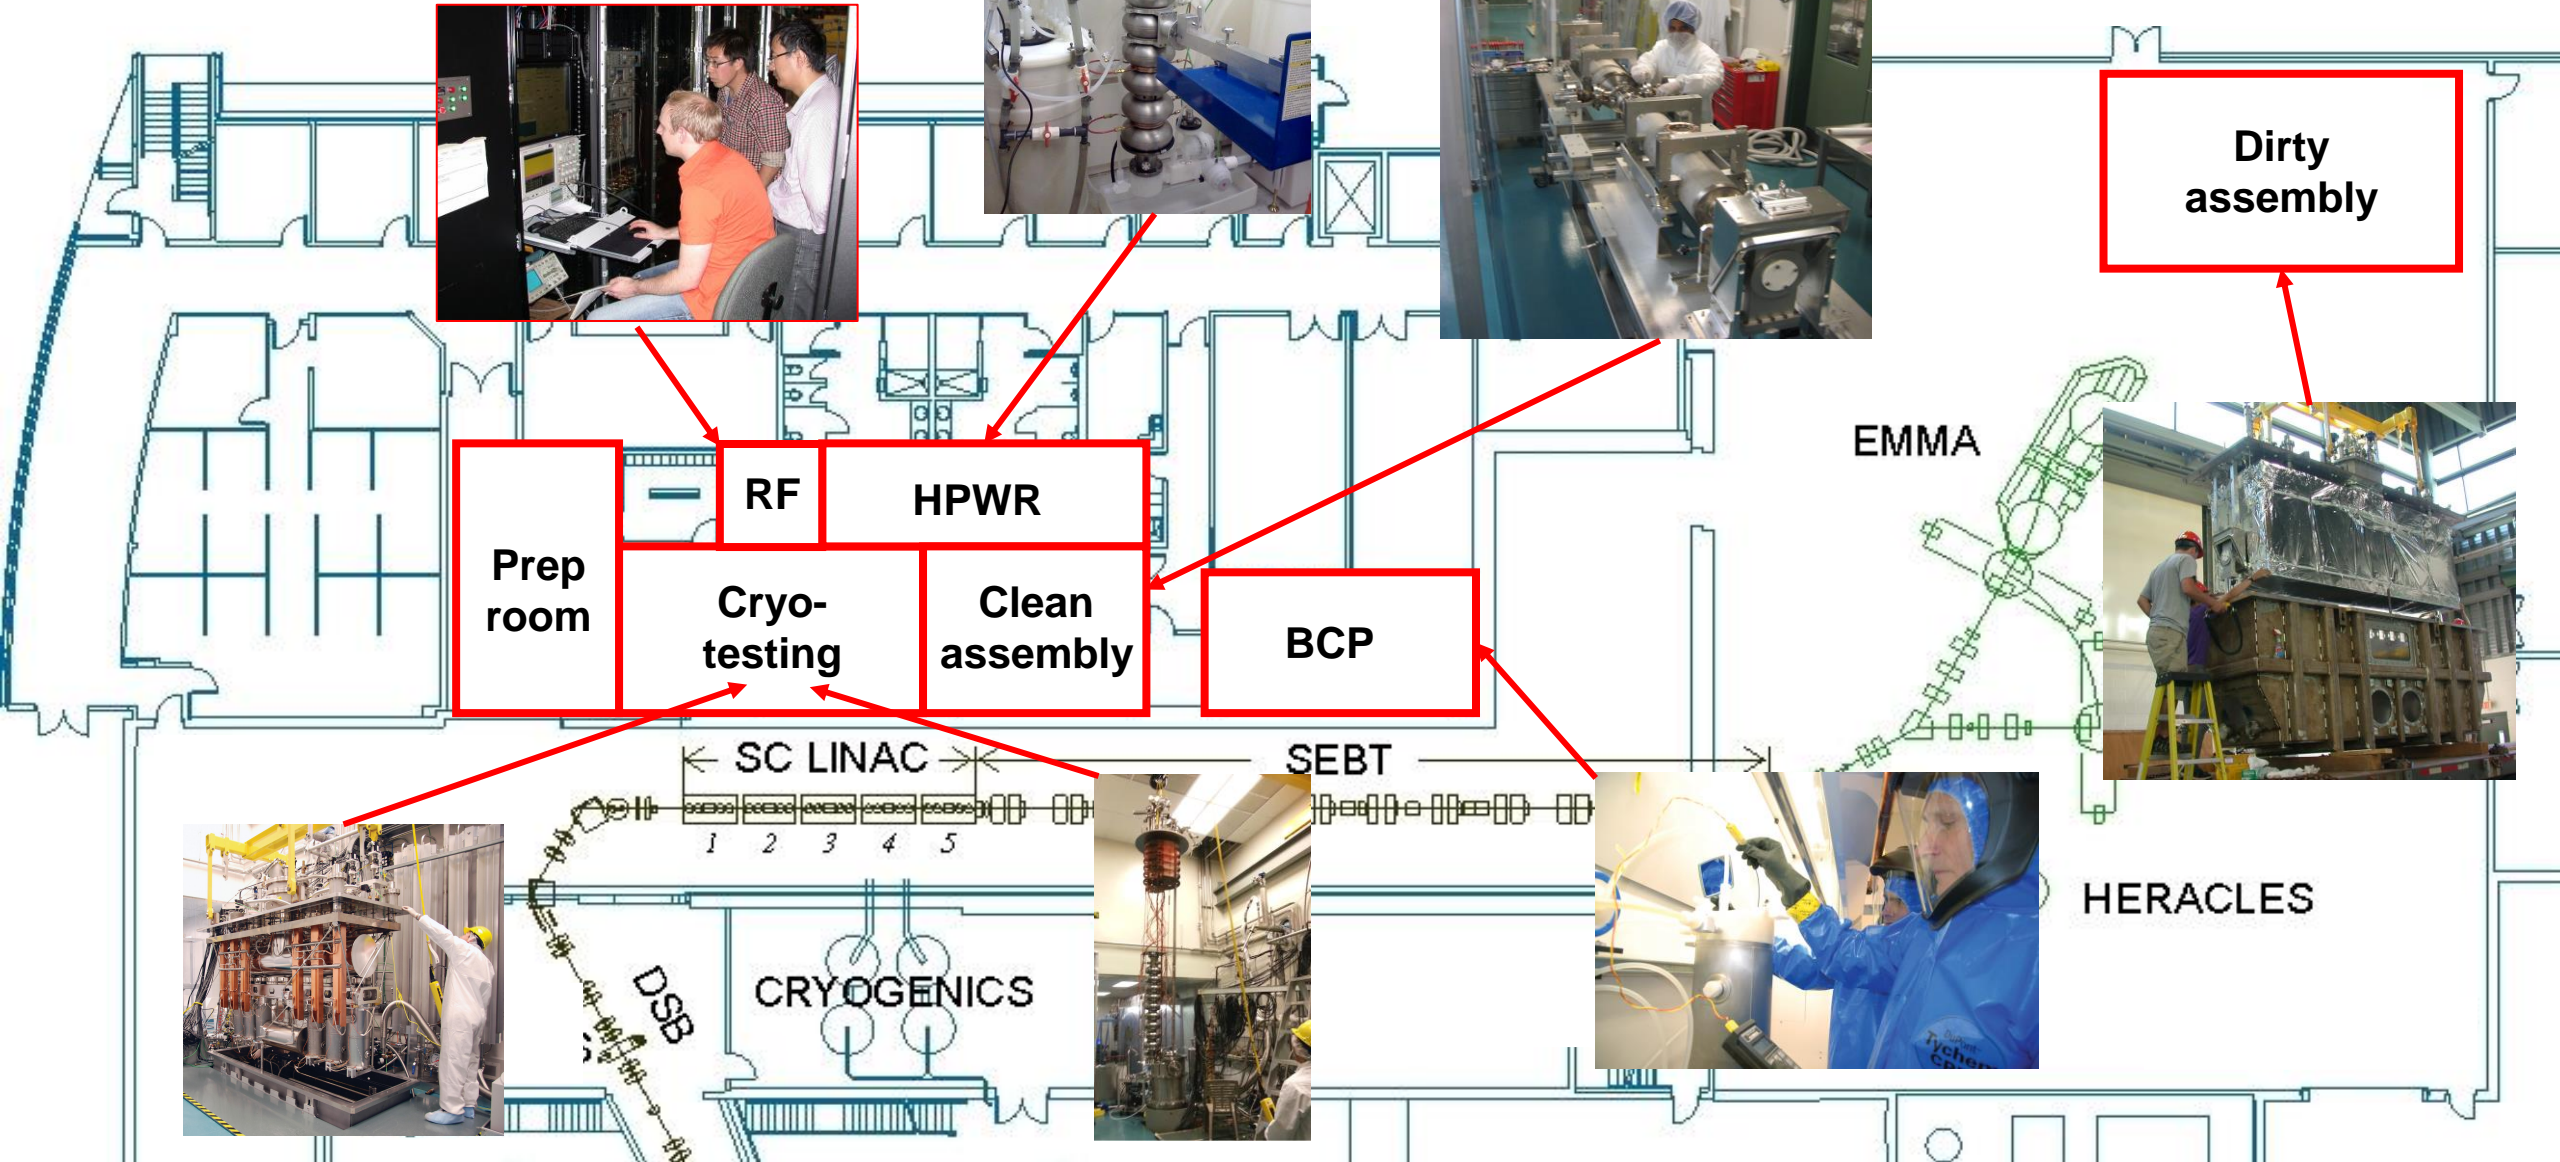 Dirty
assembly
EMMA
RF
HPWR
Prep
room
Cryo-
testing
Clean
assembly
BCP
SC LINAC
SEBT
1 2 3 4 5
HERACLES
DSB
CRYOGENICS
Tychem